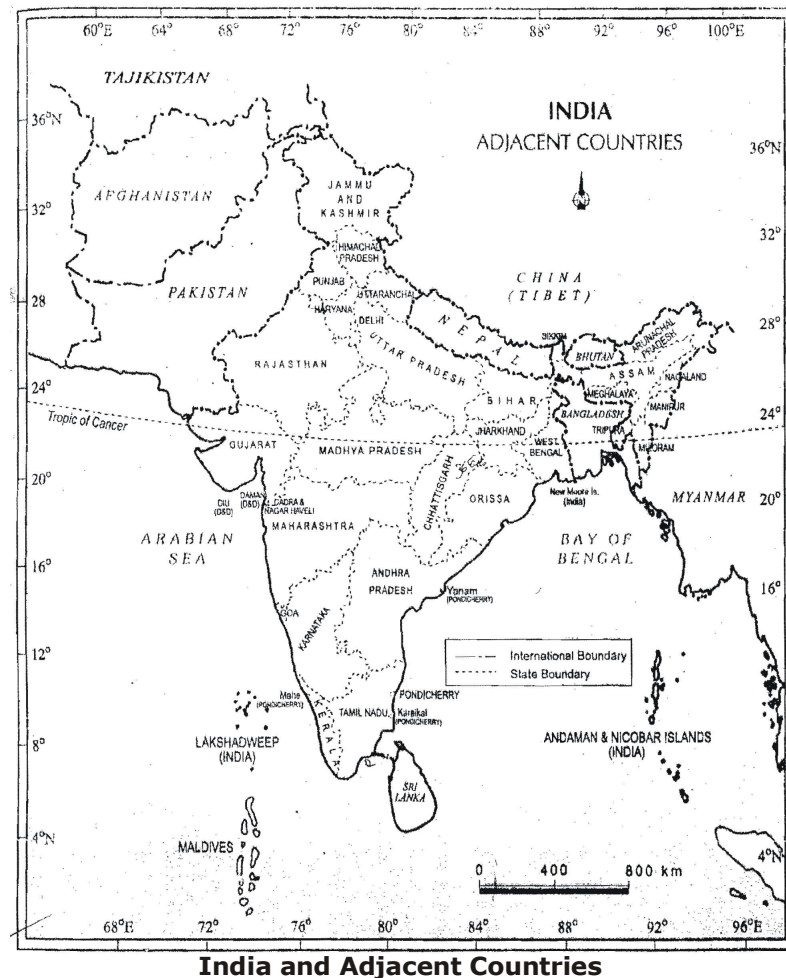 60°E 64° 68° 72° 76° 80° 84° 88° 92° 96° 100°E
TAJIKISTAN
INDIA
ADJACENT COUNTRIES
36°N
36°N
AFGHANISTAN
JAMMU
AND
KASHMIR
32°
32°
HIMACHAL
PRADESH
CHINA
(TIBET)
PAKISTAN
PUNJAB
UTTARANCHAL
28
28°
HARYANA
DELHI
NEPAL
SIKKIM
BHUTAN
ARUNACHAL
PRADESH
RAJASTHAN
UTTAR PRADESH
ASSAM
NAGALAND
24°
24°
BIHAR
MEGHALAYA
MANIPUR
BANGLADESH
Tropic of Cancer
JHARKHAND
TRIPURA
GUJARAT
MADHYA PRADESH
WEST
BENGAL
MIZORAM
CHHATTISGARH
20°
20°
DIU
(D&D)
DAMAN
(D&D)
DADRA &
NAGAR HAVELI
ORISSA
New Moore Is.
(India)
MYANMAR
MAHARASHTRA
ARABIAN
SEA
BAY OF
BENGAL
16°
16°
ANDHRA
PRADESH
Yanam
(PONDICHERRY)
GOA
KARNATAKA
International Boundary
State Boundary
12°
12°
Mahe
(PONDICHERRY)
PONDICHERRY
TAMIL NADU
Karaikal
(PONDICHERRY)
KERALA
LAKSHADWEEP
(INDIA)
ANDAMAN & NICOBAR ISLANDS
(INDIA)
8°
8°
SRI
LANKA
MALDIVES
4°N
4°N
0 400 800 km
68°E 72° 76° 80° 84° 88° 92° 96°E
India and Adjacent Countries